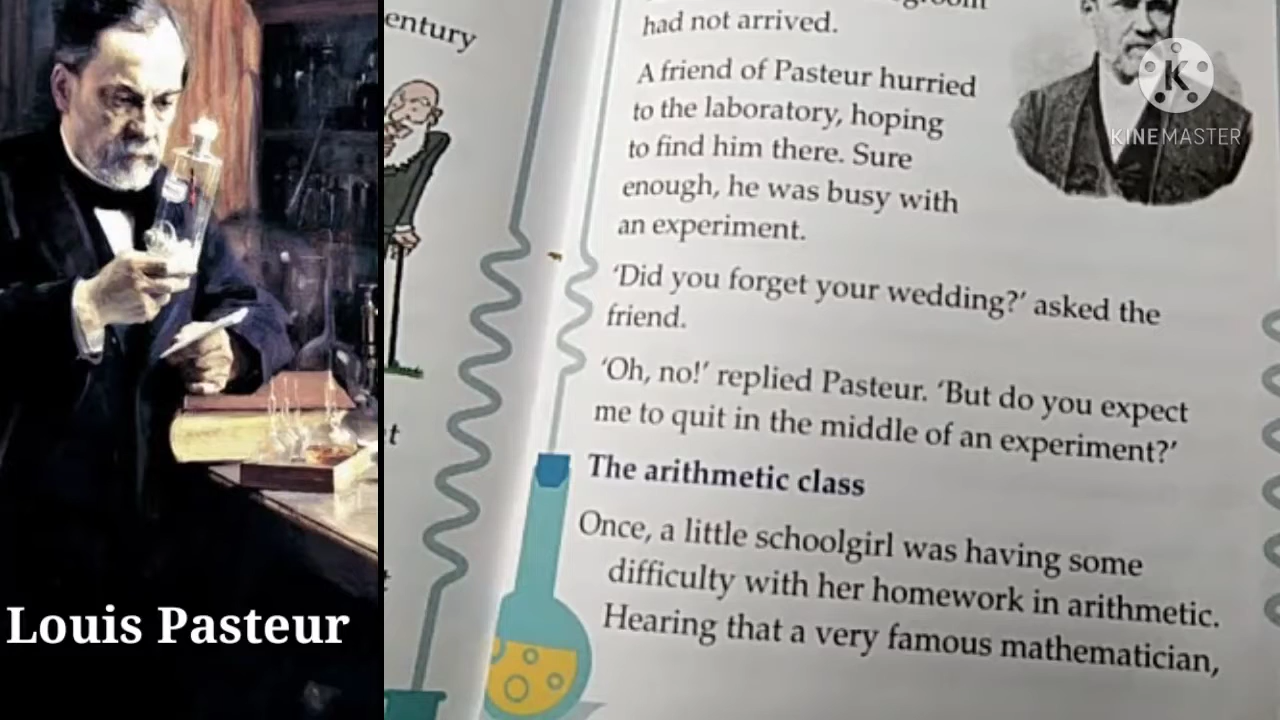 Louis Pasteur
entury
t
had not arrived.
A friend of Pasteur hurried
to the laboratory, hoping
to find him there. Sure
enough, he was busy with
an experiment.
'Did you forget your wedding?' asked the
friend.
'Oh, no!' replied Pasteur. 'But do you expect
me to quit in the middle of an experiment?'
The arithmetic class
Once, a little schoolgirl was having some
difficulty with her homework in arithmetic.
Hearing that a very famous mathematician,
K
KINEMASTER